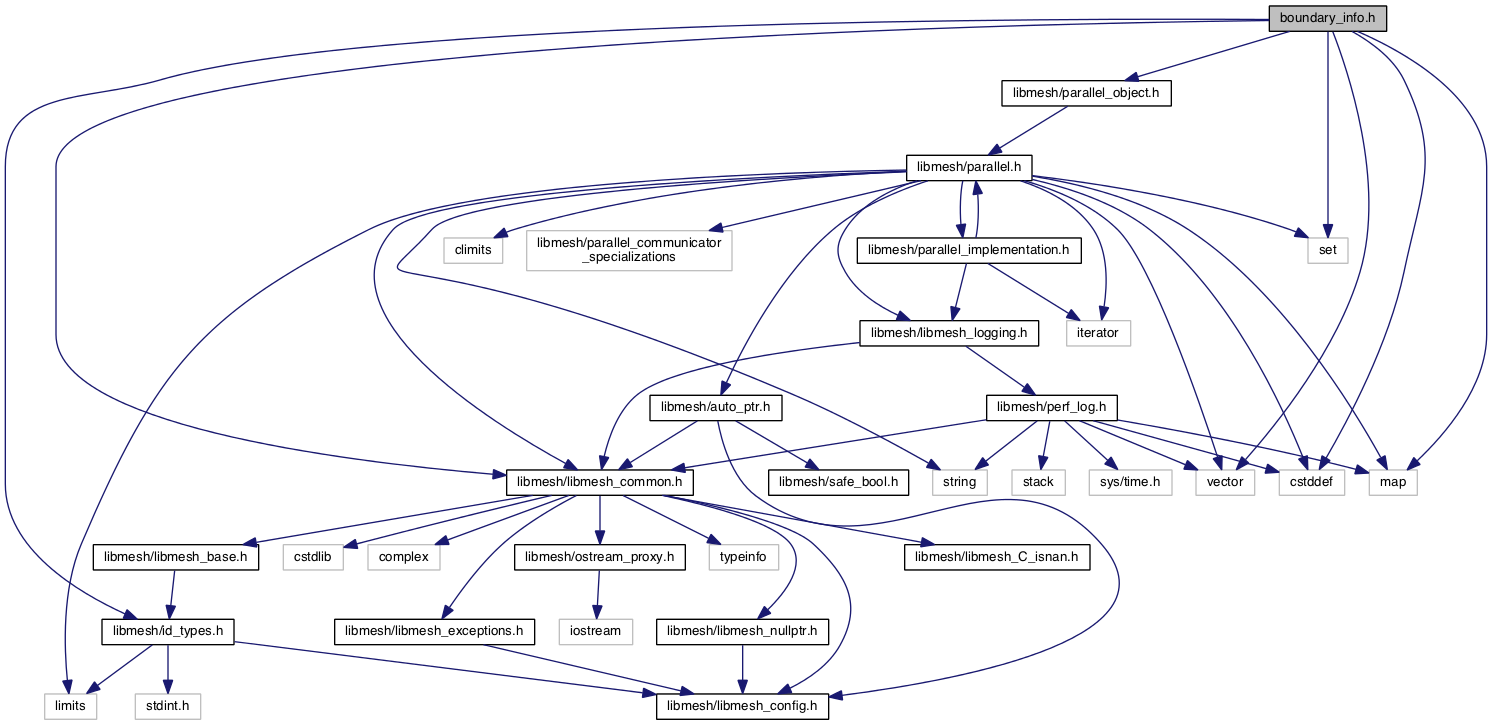 boundary_info.h
libmesh/parallel_object.h
libmesh/parallel.h
climits
libmesh/parallel_communicator
_specializations
libmesh/parallel_implementation.h
set
libmesh/libmesh_logging.h
iterator
libmesh/auto_ptr.h
libmesh/perf_log.h
libmesh/libmesh_common.h
libmesh/safe_bool.h
string
stack
sys/time.h
vector
cstddef
map
libmesh/libmesh_base.h
cstdlib
complex
libmesh/ostream_proxy.h
typeinfo
libmesh/libmesh_C_isnan.h
libmesh/id_types.h
libmesh/libmesh_exceptions.h
iostream
libmesh/libmesh_nullptr.h
limits
stdint.h
libmesh/libmesh_config.h